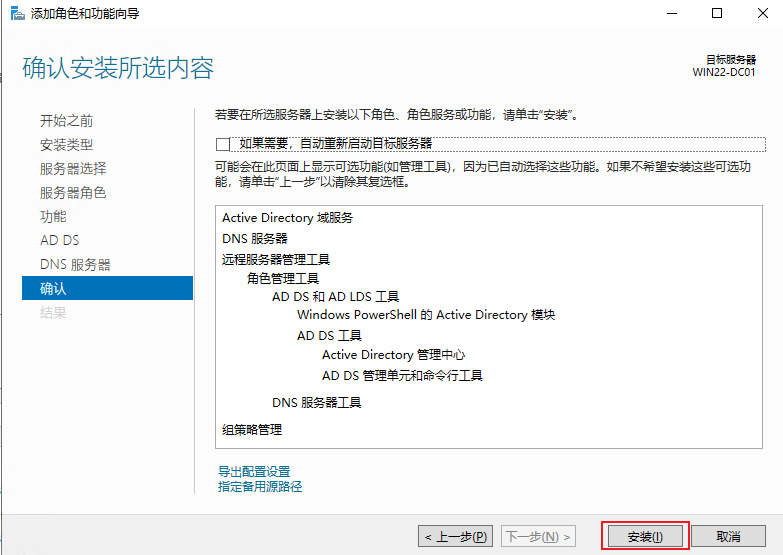 添加角色和功能向导
确认安装所选内容
目标服务器
WIN22-DC01
开始之前
安装类型
服务器选择
服务器角色
功能
AD DS
DNS 服务器
确认
结果
若要在所选服务器上安装以下角色、角色服务或功能，请单击“安装”。
如果需要，自动重新启动目标服务器
可能会在此页面上显示可选功能(如管理工具)，因为已自动选择这些功能。如果不希望安装这些可选功
能，请单击“上一步”以清除其复选框。
Active Directory 域服务
DNS 服务器
远程服务器管理工具
角色管理工具
AD DS 和 AD LDS 工具
Windows PowerShell 的 Active Directory 模块
AD DS 工具
Active Directory 管理中心
AD DS 管理单元和命令行工具
DNS 服务器工具
组策略管理
导出配置设置
指定备用源路径
< 上一步(P)
下一步(N) >
安装(I)
取消